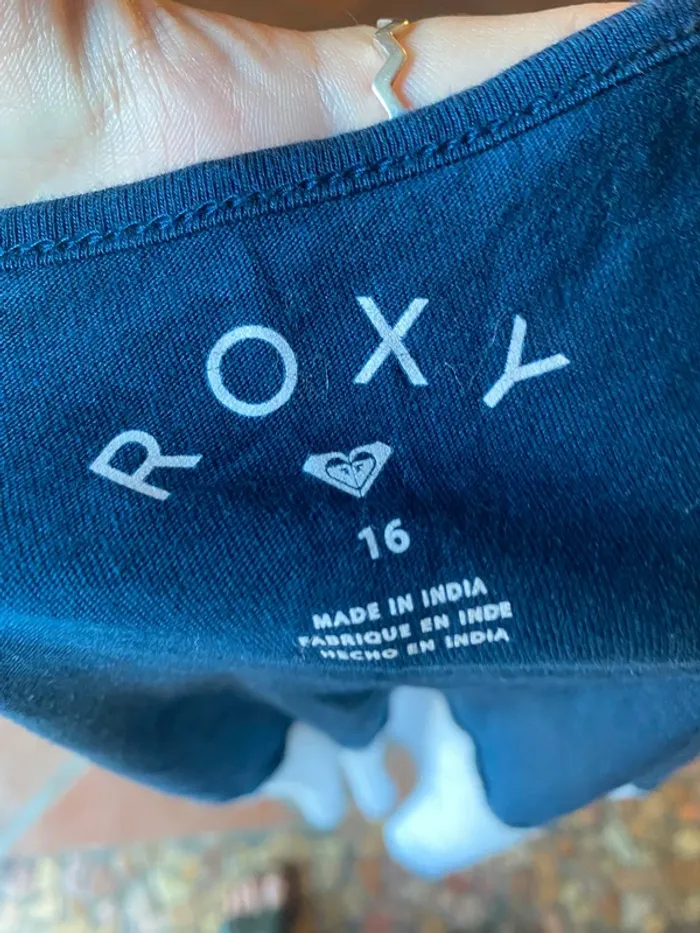 ROXY
16
MADE IN INDIA
FABRIQUE EN INDE
HECHO EN INDIA